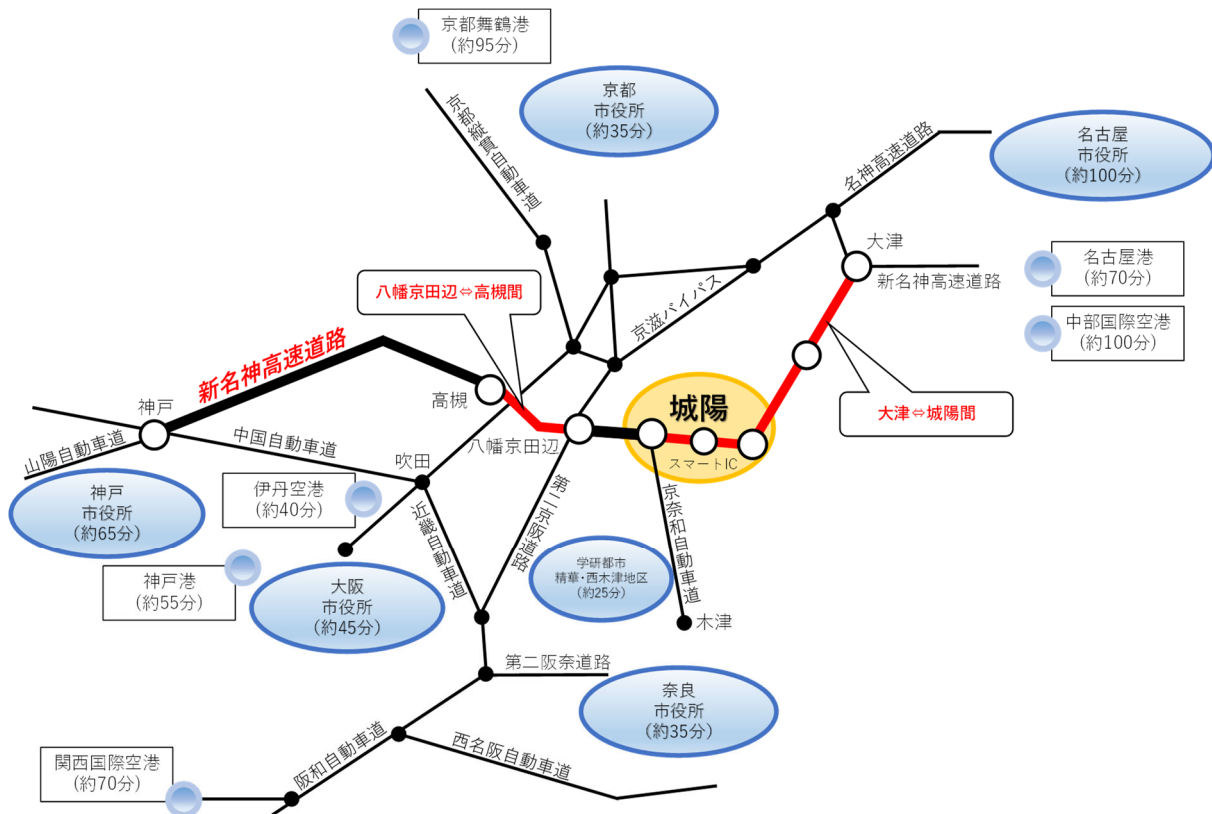 京都舞鶴港
(約95分)
京都
市役所
(約35分)
京都縦貫自動車道
名神高速道路
名古屋
市役所
(約100分)
大津
新名神高速道路
名古屋港
(約70分)
中部国際空港
(約100分)
八幡京田辺⇔高槻間
京滋バイパス
新名神高速道路
高槻
神戸
城陽
大津⇔城陽間
八幡京田辺
スマートIC
山陽自動車道
中国自動車道
吹田
伊丹空港
(約40分)
神戸
市役所
(約65分)
近畿自動車道
第二京阪道路
京奈和自動車道
神戸港
(約55分)
大阪
市役所
(約45分)
学研都市
精華・西木津地区
(約25分)
木津
第二阪奈道路
奈良
市役所
(約35分)
阪和自動車道
西名阪自動車道
関西国際空港
(約70分)